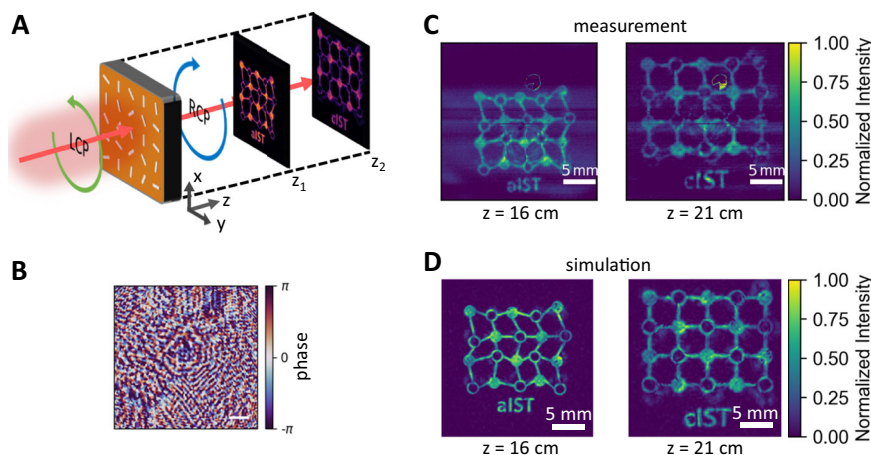 A
LCp
RCp
aIST
cIST
z1
z2
x
z
y
B
π
0
-π
phase
C
measurement
aIST
5 mm
z = 16 cm
cIST
5 mm
z = 21 cm
1.00
0.75
0.50
0.25
0.00
Normalized Intensity
D
simulation
aIST
5 mm
z = 16 cm
cIST
5 mm
z = 21 cm
1.00
0.75
0.50
0.25
0.00
Normalized Intensity